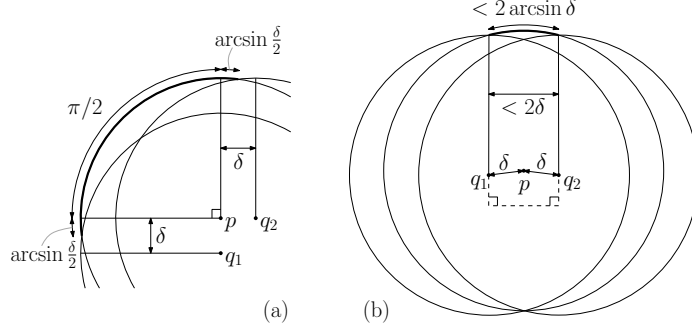 arcsin δ/2
π/2
δ
p
q₂
δ
arcsin δ/2
q₁
(a)
< 2 arcsin δ
< 2δ
δ δ
q₁ p q₂
(b)